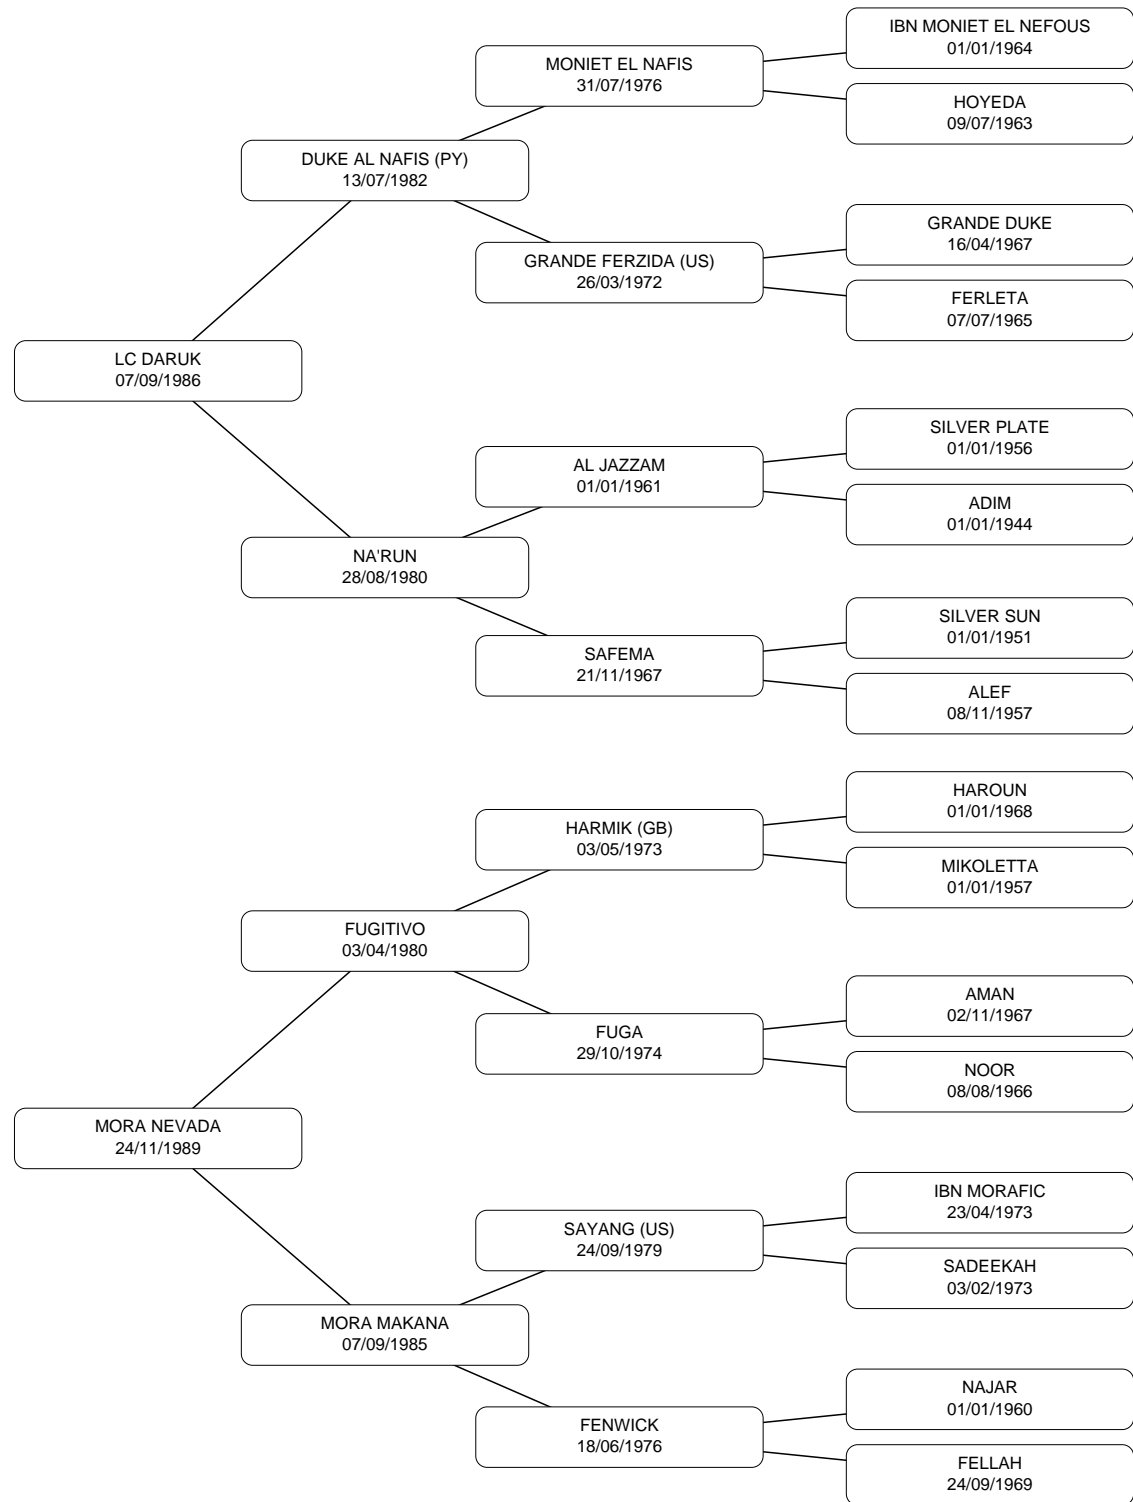 IBN MONIET EL NEFOUS
01/01/1964
MONIET EL NAFIS
31/07/1976
HOYEDA
09/07/1963
DUKE AL NAFIS (PY)
13/07/1982
GRANDE DUKE
16/04/1967
GRANDE FERZIDA (US)
26/03/1972
FERLETA
07/07/1965
LC DARUK
07/09/1986
SILVER PLATE
01/01/1956
AL JAZZAM
01/01/1961
ADIM
01/01/1944
NA'RUN
28/08/1980
SILVER SUN
01/01/1951
SAFEMA
21/11/1967
ALEF
08/11/1957
HAROUN
01/01/1968
HARMIK (GB)
03/05/1973
MIKOLETTA
01/01/1957
FUGITIVO
03/04/1980
AMAN
02/11/1967
FUGA
29/10/1974
NOOR
08/08/1966
MORA NEVADA
24/11/1989
IBN MORAFIC
23/04/1973
SAYANG (US)
24/09/1979
SADEEKAH
03/02/1973
MORA MAKANA
07/09/1985
NAJAR
01/01/1960
FENWICK
18/06/1976
FELLAH
24/09/1969